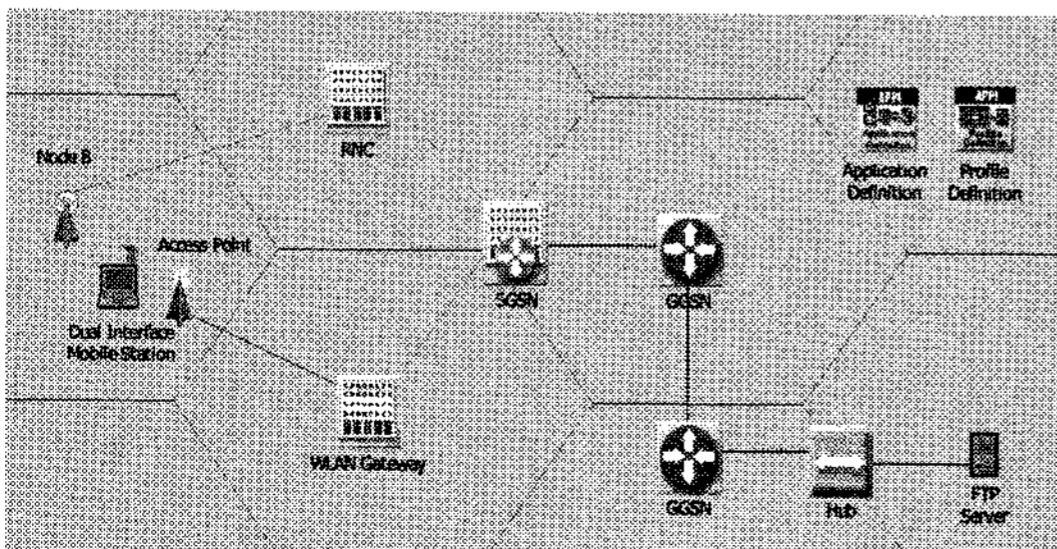 RNC
Node B
Application
Definition
Profile
Definition
Access Point
SGSN
GGSN
Dual Interface
Mobile Station
WLAN Gateway
GGSN
Hub
FTP
Server